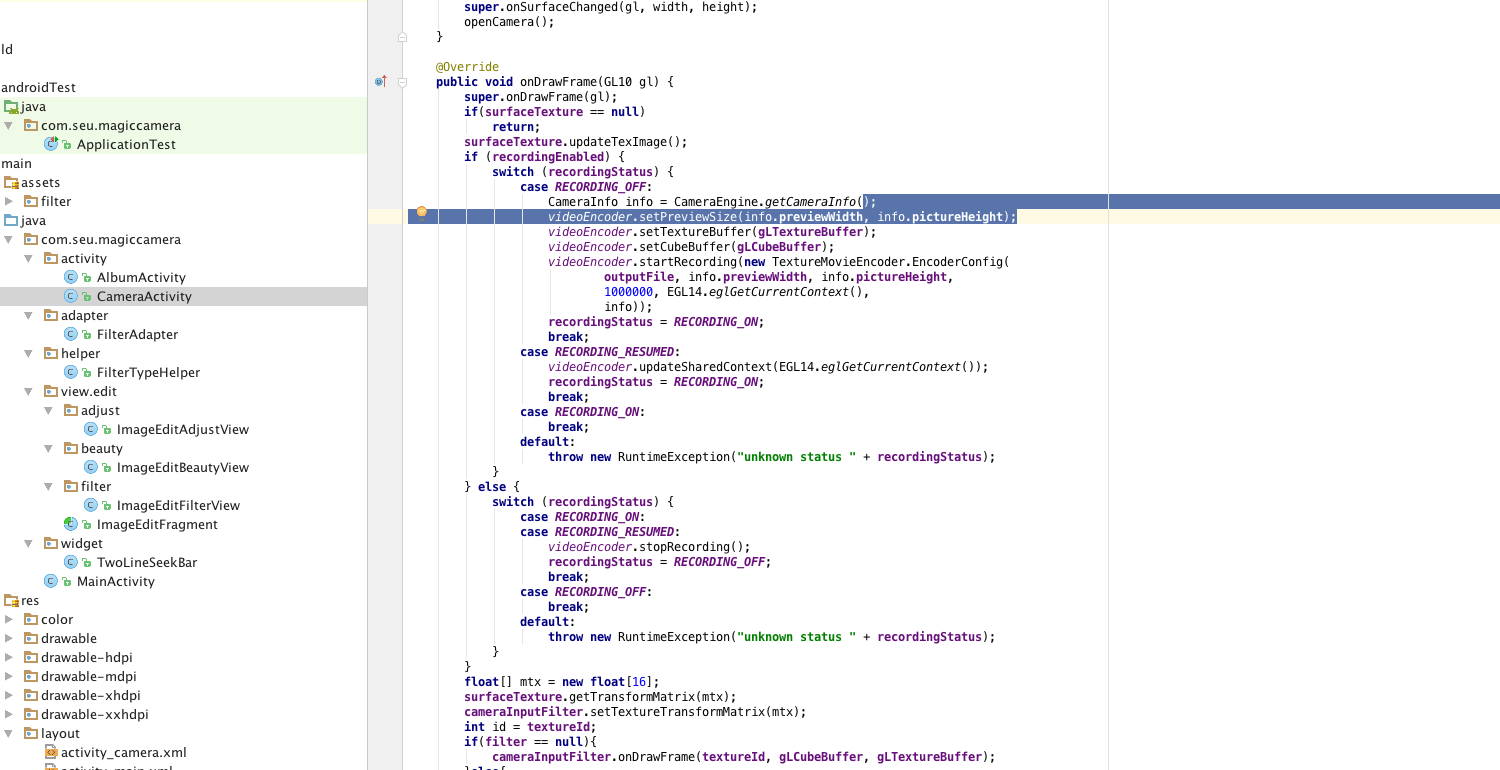 ld
androidTest
java
com.seu.magiccamera
ApplicationTest
main
assets
filter
java
com.seu.magiccamera
activity
AlbumActivity
CameraActivity
adapter
FilterAdapter
helper
FilterTypeHelper
view.edit
adjust
ImageEditAdjustView
beauty
ImageEditBeautyView
filter
ImageEditFilterView
ImageEditFragment
widget
TwoLineSeekBar
MainActivity
res
color
drawable
drawable-hdpi
drawable-mdpi
drawable-xhdpi
drawable-xxhdpi
layout
activity_camera.xml
activity_main.xml
super.onSurfaceChanged(gl, width, height);
openCamera();
}
@Override
public void onDrawFrame(GL10 gl) {
super.onDrawFrame(gl);
if(surfaceTexture == null)
return;
surfaceTexture.updateTexImage();
if (recordingEnabled) {
switch (recordingStatus) {
case RECORDING_OFF:
CameraInfo info = CameraEngine.getCameraInfo();
videoEncoder.setPreviewSize(info.previewWidth, info.pictureHeight);
videoEncoder.setTextureBuffer(gLTextureBuffer);
videoEncoder.setCubeBuffer(gLCubeBuffer);
videoEncoder.startRecording(new TextureMovieEncoder.EncoderConfig(
outputFile, info.previewWidth, info.pictureHeight,
1000000, EGL14.eglGetCurrentContext(),
info));
recordingStatus = RECORDING_ON;
break;
case RECORDING_RESUMED:
videoEncoder.updateSharedContext(EGL14.eglGetCurrentContext());
recordingStatus = RECORDING_ON;
break;
case RECORDING_ON:
break;
default:
throw new RuntimeException("unknown status " + recordingStatus);
}
} else {
switch (recordingStatus) {
case RECORDING_ON:
case RECORDING_RESUMED:
videoEncoder.stopRecording();
recordingStatus = RECORDING_OFF;
break;
case RECORDING_OFF:
break;
default:
throw new RuntimeException("unknown status " + recordingStatus);
}
}
float[] mtx = new float[16];
surfaceTexture.getTransformMatrix(mtx);
cameraInputFilter.setTextureTransformMatrix(mtx);
int id = textureId;
if(filter == null){
cameraInputFilter.onDrawFrame(textureId, gLCubeBuffer, gLTextureBuffer);
}else{